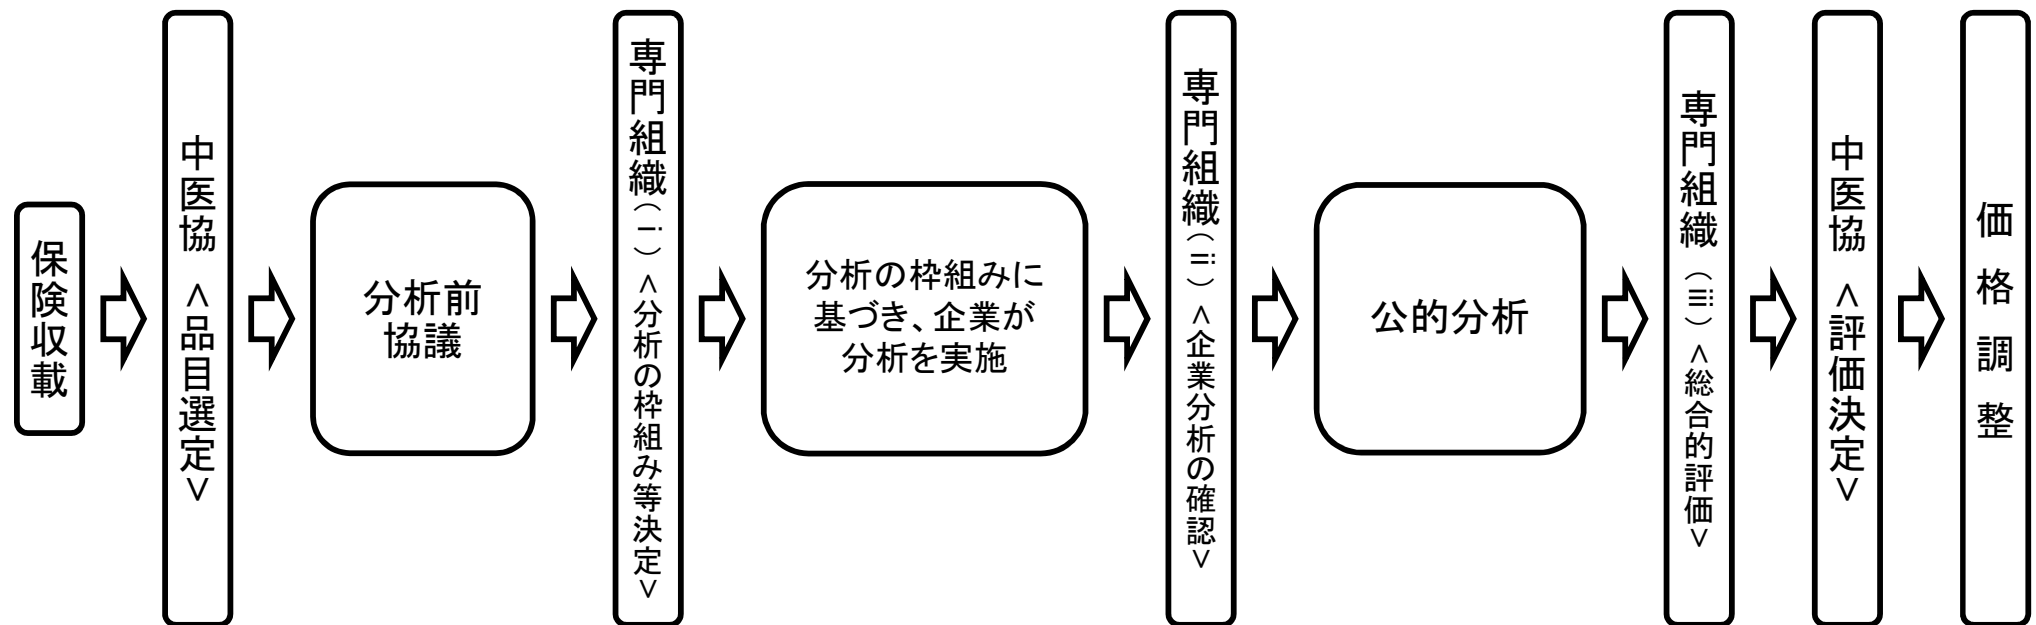 保険収載
中医協 <品目選定>
分析前
協議
専門組織(i)<分析の枠組み等決定>
分析の枠組みに
基づき、企業が
分析を実施
専門組織(ii)<企業分析の確認>
公的分析
専門組織(iii)<総合的評価>
中医協 <評価決定>
価格調整